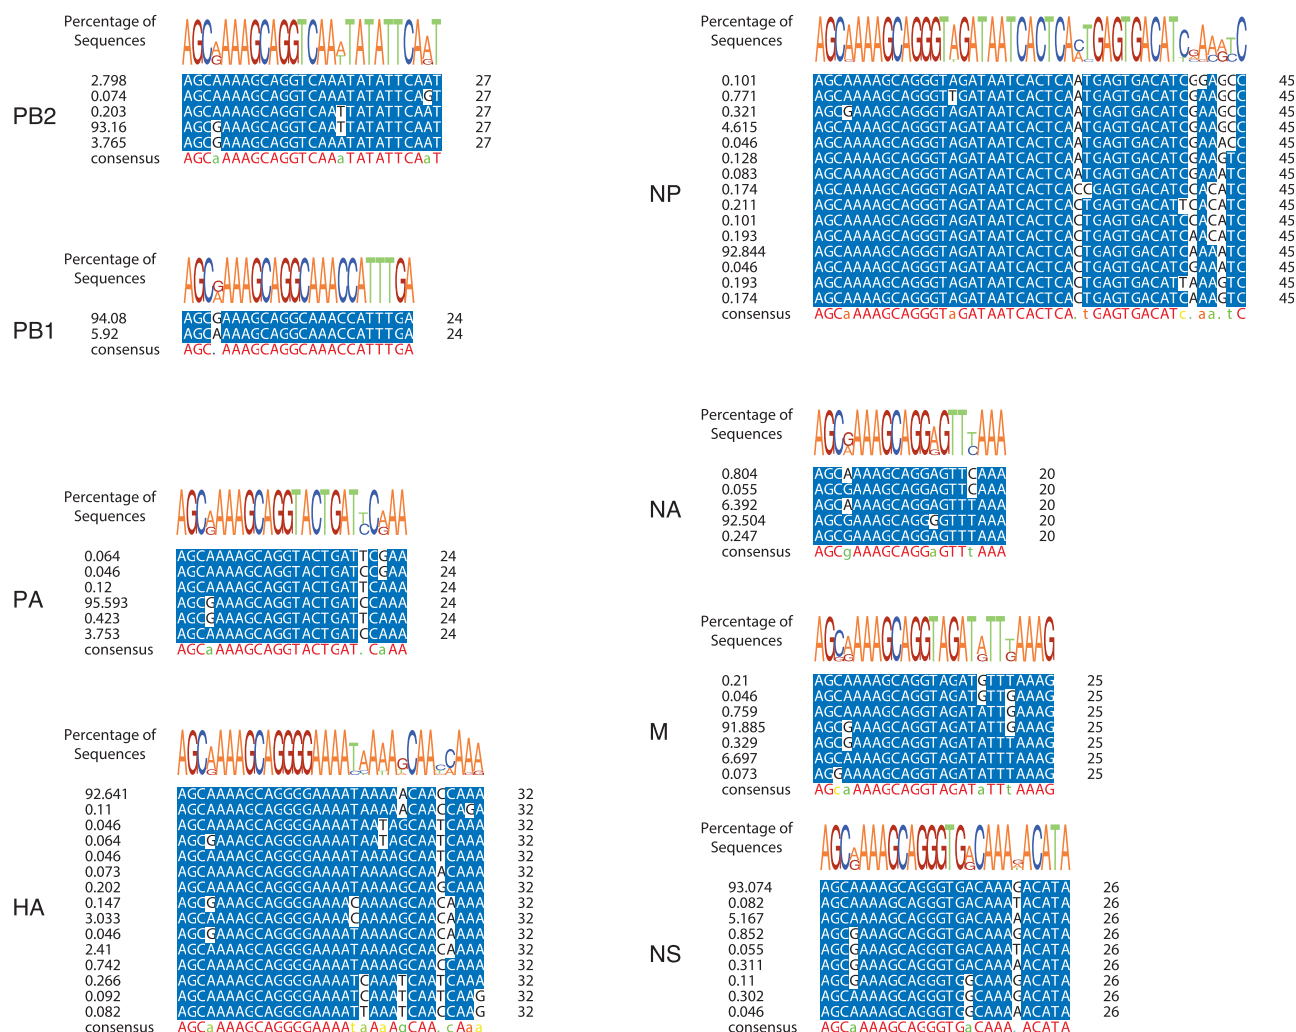 PB2
Percentage of
Sequences
2.798 AGCAAAAGCAGGTCAAATATATTCAAT 27
0.074 AGCAAAAGCAGGTCAAATATATTCAGT 27
0.203 AGCAAAAGCAGGTCAATTATATTCAAT 27
93.16 AGCGAAAGCAGGTCAATTATATTCAAT 27
3.765 AGCGAAAGCAGGTCAAATATATTCAAT 27
consensus AGCaAAAGCAGGTCAAaTATATTCAaT
PB1
Percentage of
Sequences
94.08 AGCGAAAGCAGGCAAACCATTTGA 24
5.92 AGCAAAAGCAGGCAAACCATTTGA 24
consensus AGC.AAAGCAGGCAAACCATTTGA
PA
Percentage of
Sequences
0.064 AGCAAAAGCAGGTACTGATTCGAA 24
0.046 AGCAAAAGCAGGTACTGATCCGAA 24
0.12 AGCAAAAGCAGGTACTGATTCAAA 24
95.593 AGCGAAAGCAGGTACTGATCCAAA 24
0.423 AGCGAAAGCAGGTACTGATTCAAA 24
3.753 AGCAAAAGCAGGTACTGATCCAAA 24
consensus AGCaAAAGCAGGTACTGAT.CaAA
HA
Percentage of
Sequences
92.641 AGCAAAAGCAGGGGAAAATAAAAACAACCAAA 32
0.11 AGCAAAAGCAGGGGAAAATAAAAACAACCAGA 32
0.046 AGCAAAAGCAGGGGAAAATAATAGCAATCAAA 32
0.064 AGCGAAAGCAGGGGAAAATAATAGCAATCAAA 32
0.046 AGCAAAAGCAGGGGAAAATAAAAGCAATCAAA 32
0.073 AGCAAAAGCAGGGGAAAATAAAAGCAAACAAA 32
0.202 AGCAAAAGCAGGGGAAAATAAAAGCAAGCAAA 32
0.147 AGCGAAAGCAGGGGAAAACAAAAGCAACAAAA 32
3.033 AGCAAAAGCAGGGGAAAACAAAAGCAACAAAA 32
0.046 AGCGAAAGCAGGGGAAAATAAAAGCAACAAAA 32
2.41 AGCAAAAGCAGGGGAAAATAAAAGCAACAAAA 32
0.742 AGCAAAAGCAGGGGAAAATAAAAGCAACCAAA 32
0.266 AGCAAAAGCAGGGGAAAATCAAATCAATCAAA 32
0.092 AGCAAAAGCAGGGGAAAATCAAATCAATCAAG 32
0.082 AGCAAAAGCAGGGGAAAATTAAATCAACCAAG 32
consensus AGCaAAAGCAGGGGAAAAtaAaAgCAA.cAaa
NP
Percentage of
Sequences
0.101 AGCAAAAGCAGGGTAGATAATCACTCAATGAGTGACATCGGAGCC 45
0.771 AGCAAAAGCAGGGTTGATAATCACTCAATGAGTGACATCGAAGCC 45
0.321 AGCGAAAGCAGGGTAGATAATCACTCAATGAGTGACATCGAAGCC 45
4.615 AGCAAAAGCAGGGTAGATAATCACTCAATGAGTGACATCGAAGCC 45
0.046 AGCAAAAGCAGGGTAGATAATCACTCAATGAGTGACATCGAAACC 45
0.128 AGCAAAAGCAGGGTAGATAATCACTCAATGAGTGACATCGAAGTC 45
0.083 AGCAAAAGCAGGGTAGATAATCACTCAATGAGTGACATCGAAATC 45
0.174 AGCAAAAGCAGGGTAGATAATCACTCACCGAGTGACATCCACATC 45
0.211 AGCAAAAGCAGGGTAGATAATCACTCACTGAGTGACATTCACATC 45
0.101 AGCAAAAGCAGGGTAGATAATCACTCACTGAGTGACATCCACATC 45
0.193 AGCAAAAGCAGGGTAGATAATCACTCACTGAGTGACATCAACATC 45
92.844 AGCAAAAGCAGGGTAGATAATCACTCACTGAGTGACATCAAAATC 45
0.046 AGCAAAAGCAGGGTAGATAATCACTCACTGAGTGACATCGAAATC 45
0.193 AGCAAAAGCAGGGTAGATAATCACTCACTGAGTGACATTAAAGTC 45
0.174 AGCAAAAGCAGGGTAGATAATCACTCACTGAGTGACATCAAAGTC 45
consensus AGCaAAAGCAGGGTaGATAATCACTCA.tGAGTGACATc.aa.tC
NA
Percentage of
Sequences
0.804 AGCAAAAGCAGGAGTTCAAA 20
0.055 AGCGAAAGCAGGAGTTCAAA 20
6.392 AGCAAAAGCAGGAGTTTAAA 20
92.504 AGCGAAAGCAGGGGTTTAAA 20
0.247 AGCGAAAGCAGGAGTTTAAA 20
consensus AGCgAAAGCAGGaGTTtAAA
M
Percentage of
Sequences
0.21 AGCAAAAGCAGGTAGATGTTTAAAG 25
0.046 AGCAAAAGCAGGTAGATGTTGAAAG 25
0.759 AGCAAAAGCAGGTAGATATTGAAAG 25
91.885 AGCGAAAGCAGGTAGATATTGAAAG 25
0.329 AGCGAAAGCAGGTAGATATTTAAAG 25
6.697 AGCAAAAGCAGGTAGATATTTAAAG 25
0.073 AGGAAAAGCAGGTAGATATTTAAAG 25
consensus AGcaAAAGCAGGTAGATaTTtAAAG
NS
Percentage of
Sequences
93.074 AGCAAAAGCAGGGTGACAAAGACATA 26
0.082 AGCAAAAGCAGGGTGACAAATACATA 26
5.167 AGCAAAAGCAGGGTGACAAAAACATA 26
0.852 AGCGAAAGCAGGGTGACAAAGACATA 26
0.055 AGCGAAAGCAGGGTGACAAATACATA 26
0.311 AGCGAAAGCAGGGTGACAAAAACATA 26
0.11 AGCGAAAGCAGGGTGGCAAAGACATA 26
0.302 AGCAAAAGCAGGGTGGCAAAGACATA 26
0.046 AGCAAAAGCAGGGTGGCAAAAACATA 26
consensus AGCaAAAGCAGGGTGaCAAA.ACATA